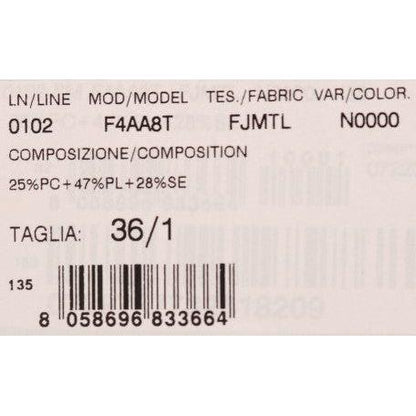 LN/LINE MOD/MODEL TES./FABRIC VAR/COLOR.
0102 F4AA8T FJMTL N0000
COMPOSIZIONE/COMPOSITION
25%PC+47%PL+28%SE
TAGLIA: 36/1
135
8 058696 833664
18209